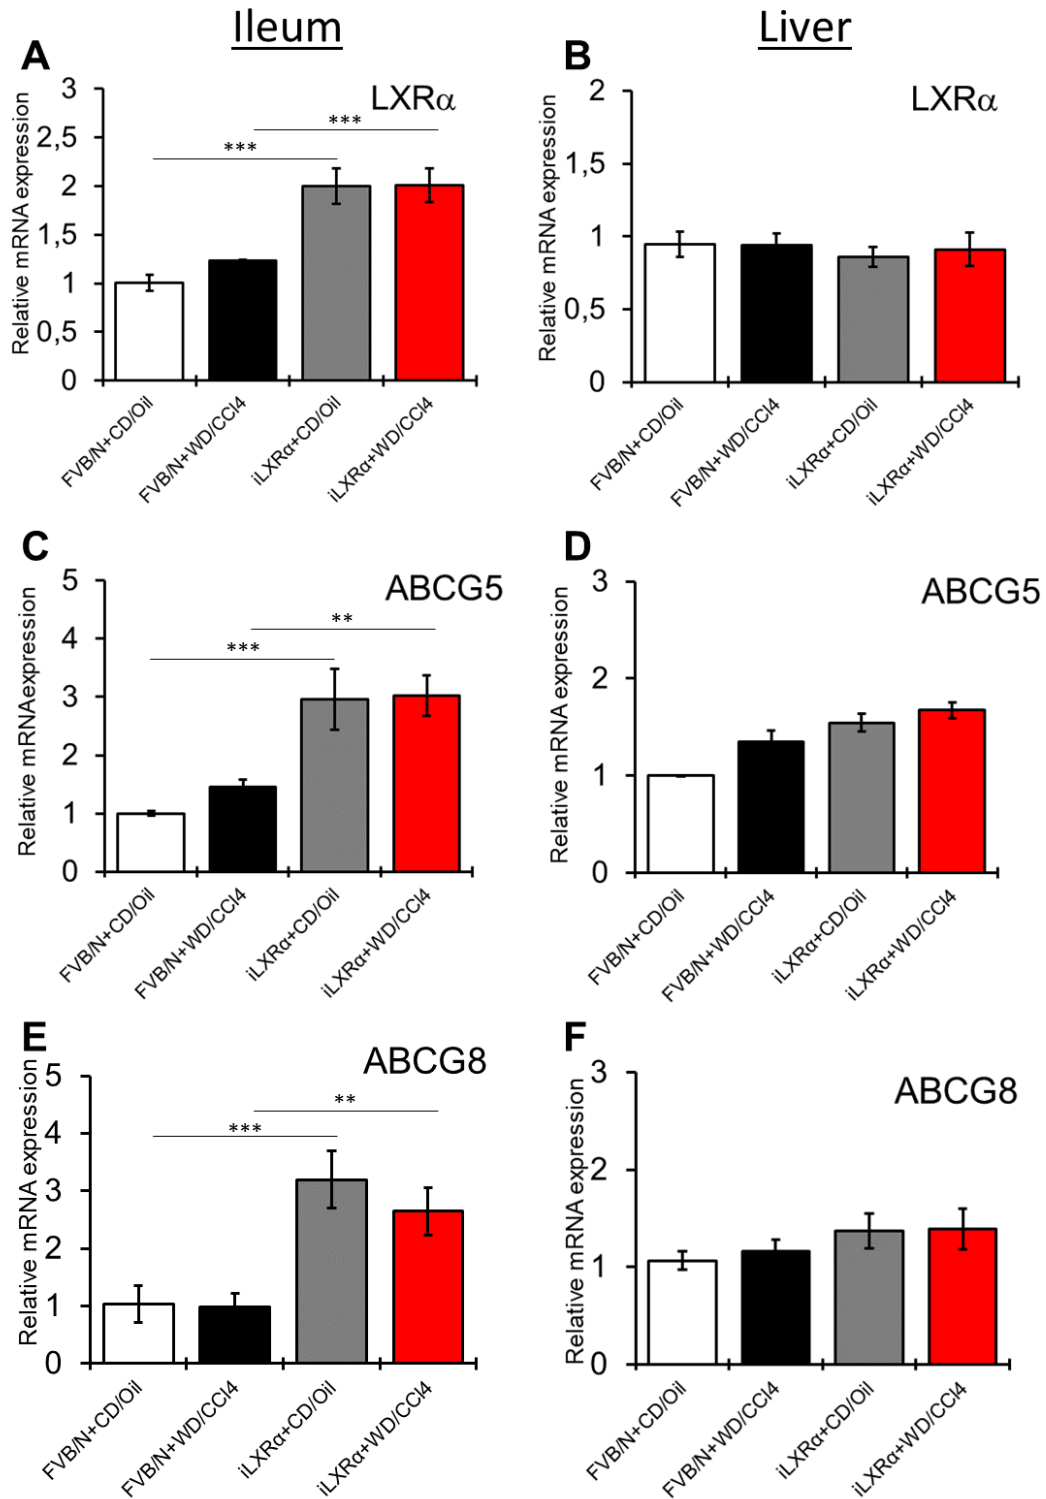 Ileum
Liver
A
LXRα
Relative mRNA expression
3
2,5
2
1,5
1
0,5
0
***
***
FVB/N+CD/Oil
FVB/N+WD/CCl4
iLXRα+CD/Oil
iLXRα+WD/CCl4
B
LXRα
Relative mRNA expression
2
1,5
1
0,5
0
FVB/N+CD/Oil
FVB/N+WD/CCl4
iLXRα+CD/Oil
iLXRα+WD/CCl4
C
ABCG5
Relative mRNAexpression
5
4
3
2
1
0
**
***
FVB/N+CD/Oil
FVB/N+WD/CCl4
iLXRα+CD/Oil
iLXRα+WD/CCl4
D
ABCG5
Relative mRNA expression
3
2
1
0
FVB/N+CD/Oil
FVB/N+WD/CCl4
iLXRα+CD/Oil
iLXRα+WD/CCl4
E
ABCG8
Relative mRNA expression
5
4
3
2
1
0
**
***
FVB/N+CD/Oil
FVB/N+WD/CCl4
iLXRα+CD/Oil
iLXRα+WD/CCl4
F
ABCG8
Relative mRNA expression
3
2
1
0
FVB/N+CD/Oil
FVB/N+WD/CCl4
iLXRα+CD/Oil
iLXRα+WD/CCl4